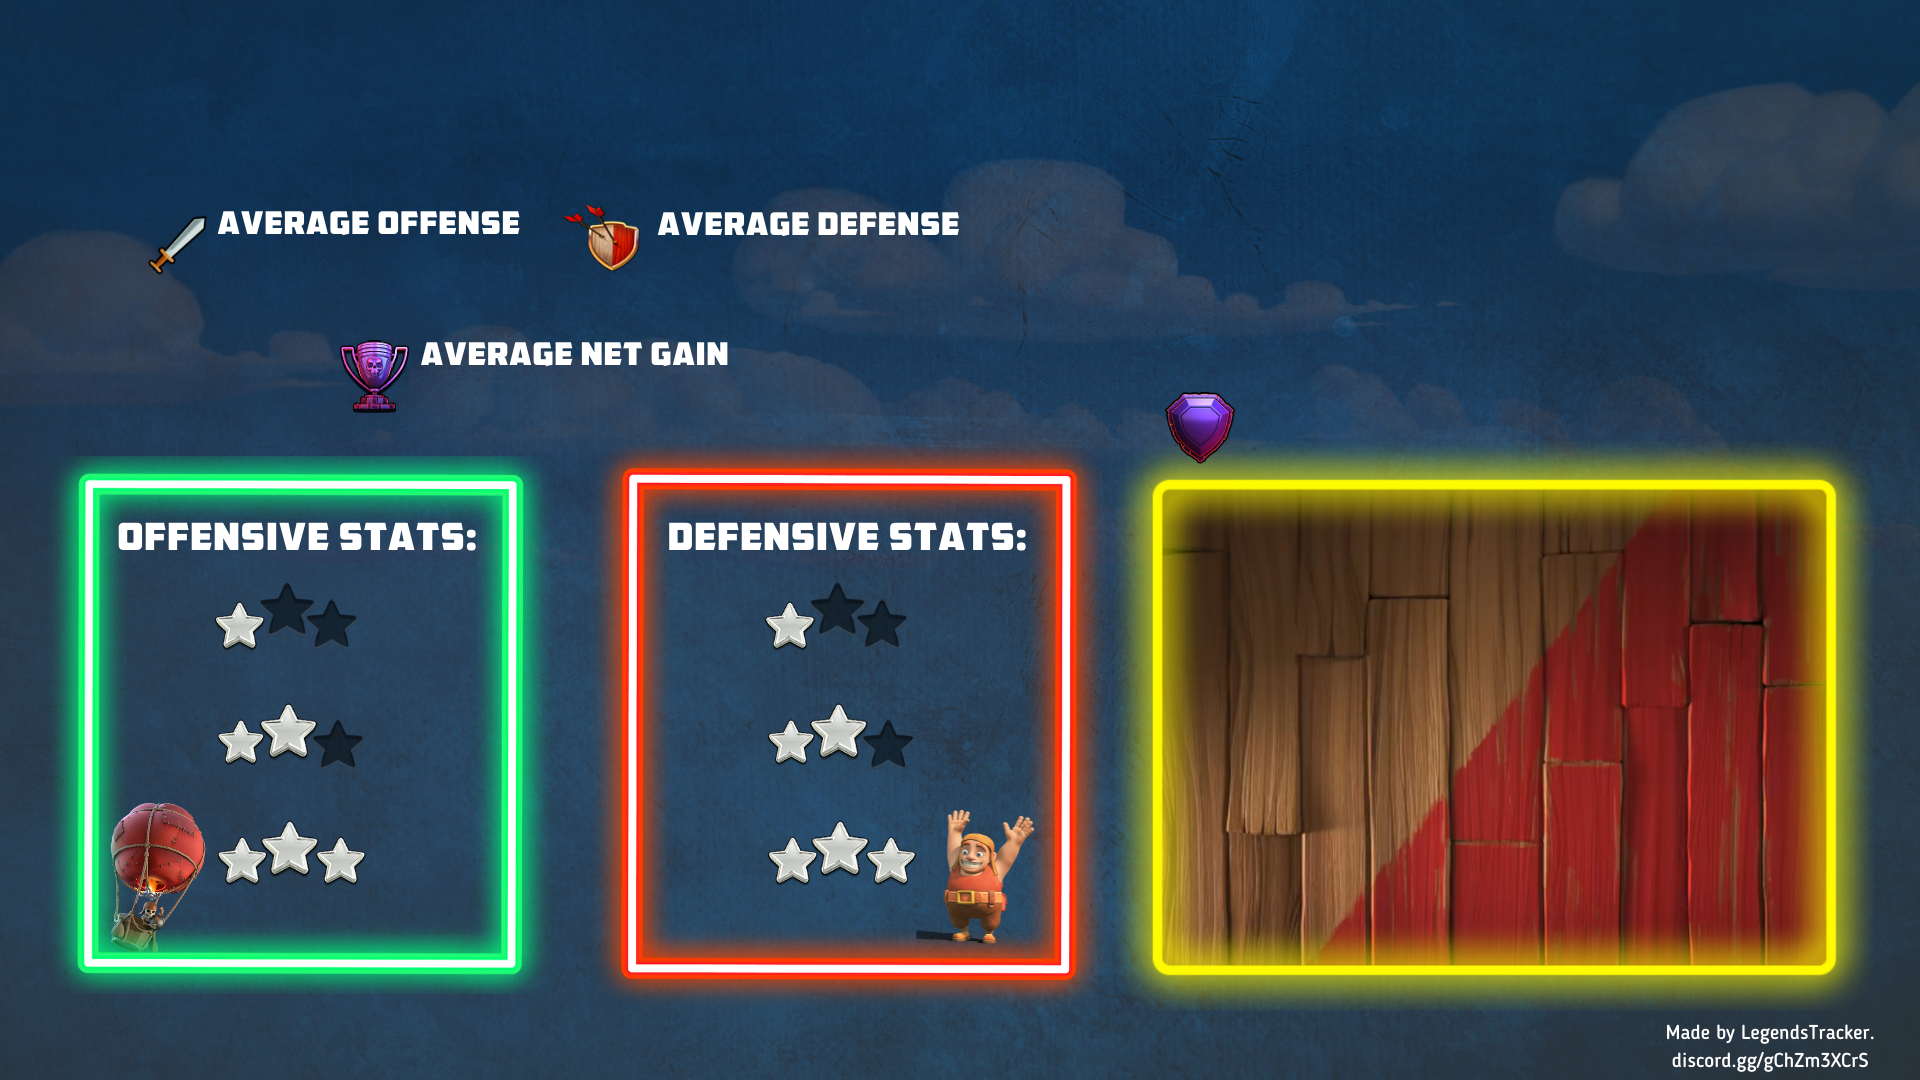 AVERAGE OFFENSE
AVERAGE DEFENSE
AVERAGE NET GAIN
OFFENSIVE STATS:
DEFENSIVE STATS:
Made by LegendsTracker.
discord.gg/gChZm3XCrS